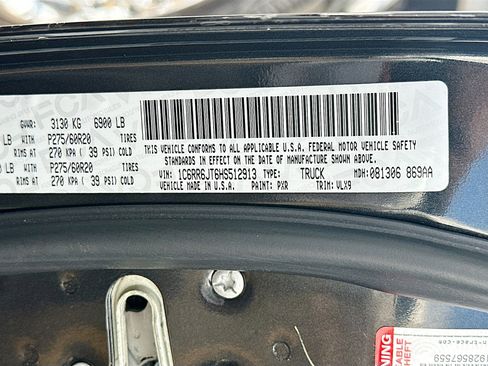 GVWR: 3130 KG 6900 LB
LB WITH P275/60R20
RIMS AT 270 KPA ( 39 PSI) COLD
LB WITH P275/60R20
RIMS AT 270 KPA ( 39 PSI) COLD
THIS VEHICLE CONFORMS TO ALL APPLICABLE U.S.A. FEDERAL MOTOR VEHICLE SAFETY
STANDARDS IN EFFECT ON THE DATE OF MANUFACTURE SHOWN ABOVE.
VIN: 1C6RR6JT6HS512913 TYPE: TRUCK MDH: 081306 869AA
VEHICLE MADE IN U.S.A. PAINT: PXR TRIM: VLX9
1928567559